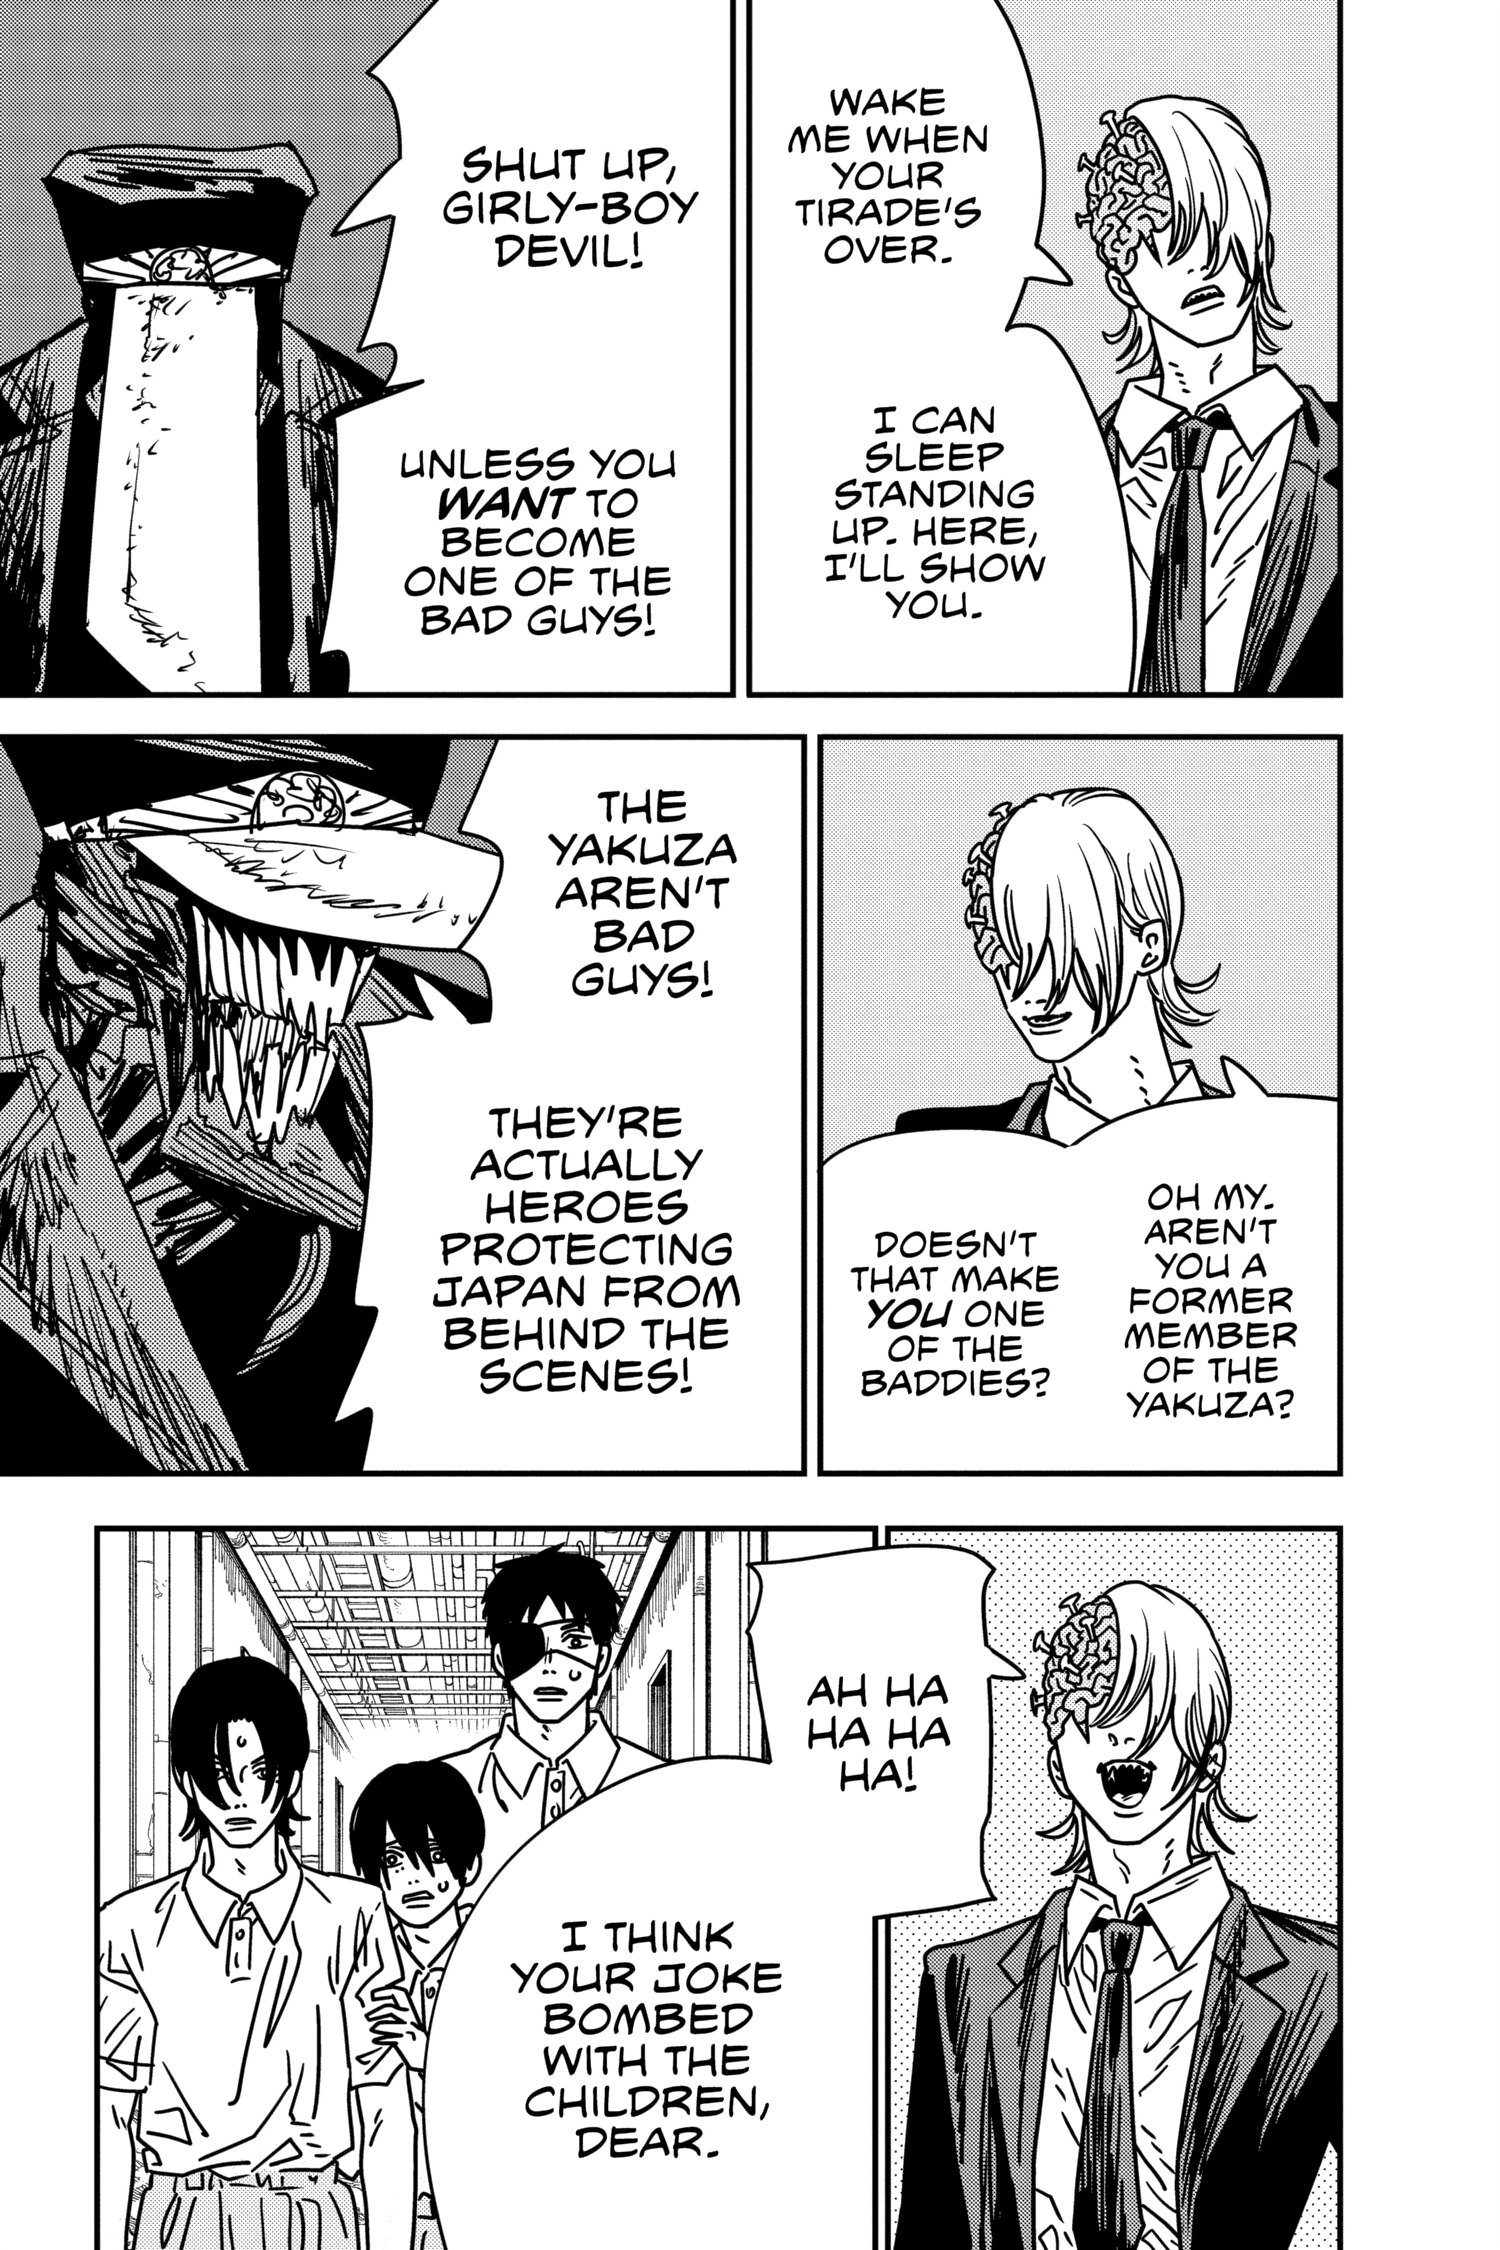 WAKE
ME WHEN
YOUR
TIRADE'S
OVER.
I CAN
SLEEP
STANDING
UP. HERE,
I'LL SHOW
YOU.
SHUT UP,
GIRLY-BOY
DEVIL!
UNLESS YOU
WANT TO
BECOME
ONE OF THE
BAD GUYS!
OH MY.
AREN'T
YOU A
FORMER
MEMBER
OF THE
YAKUZA?
DOESN'T
THAT MAKE
YOU ONE
OF THE
BADDIES?
THE
YAKUZA
AREN'T
BAD
GUYS!
THEY'RE
ACTUALLY
HEROES
PROTECTING
JAPAN FROM
BEHIND THE
SCENES!
AH HA
HA HA
HA!
I THINK
YOUR JOKE
BOMBED
WITH THE
CHILDREN,
DEAR.